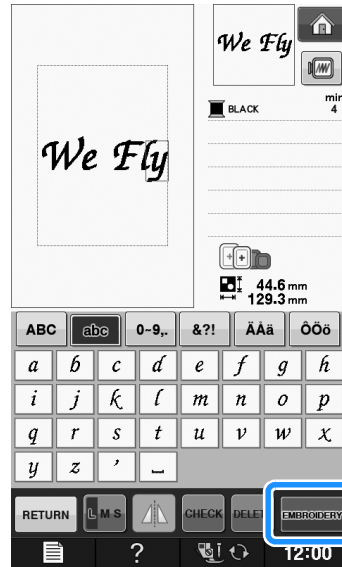 We Fly
We Fly
BLACK
min
4
44.6 mm
129.3 mm
ABC abc 0~9,. &?! ÄÅä ÔÖö
a b c d e f g h
i j k l m n o p
q r s t u v w x
y z ’ ⎵
RETURN L M S CHECK DELET EMBROIDERY
? 12:00